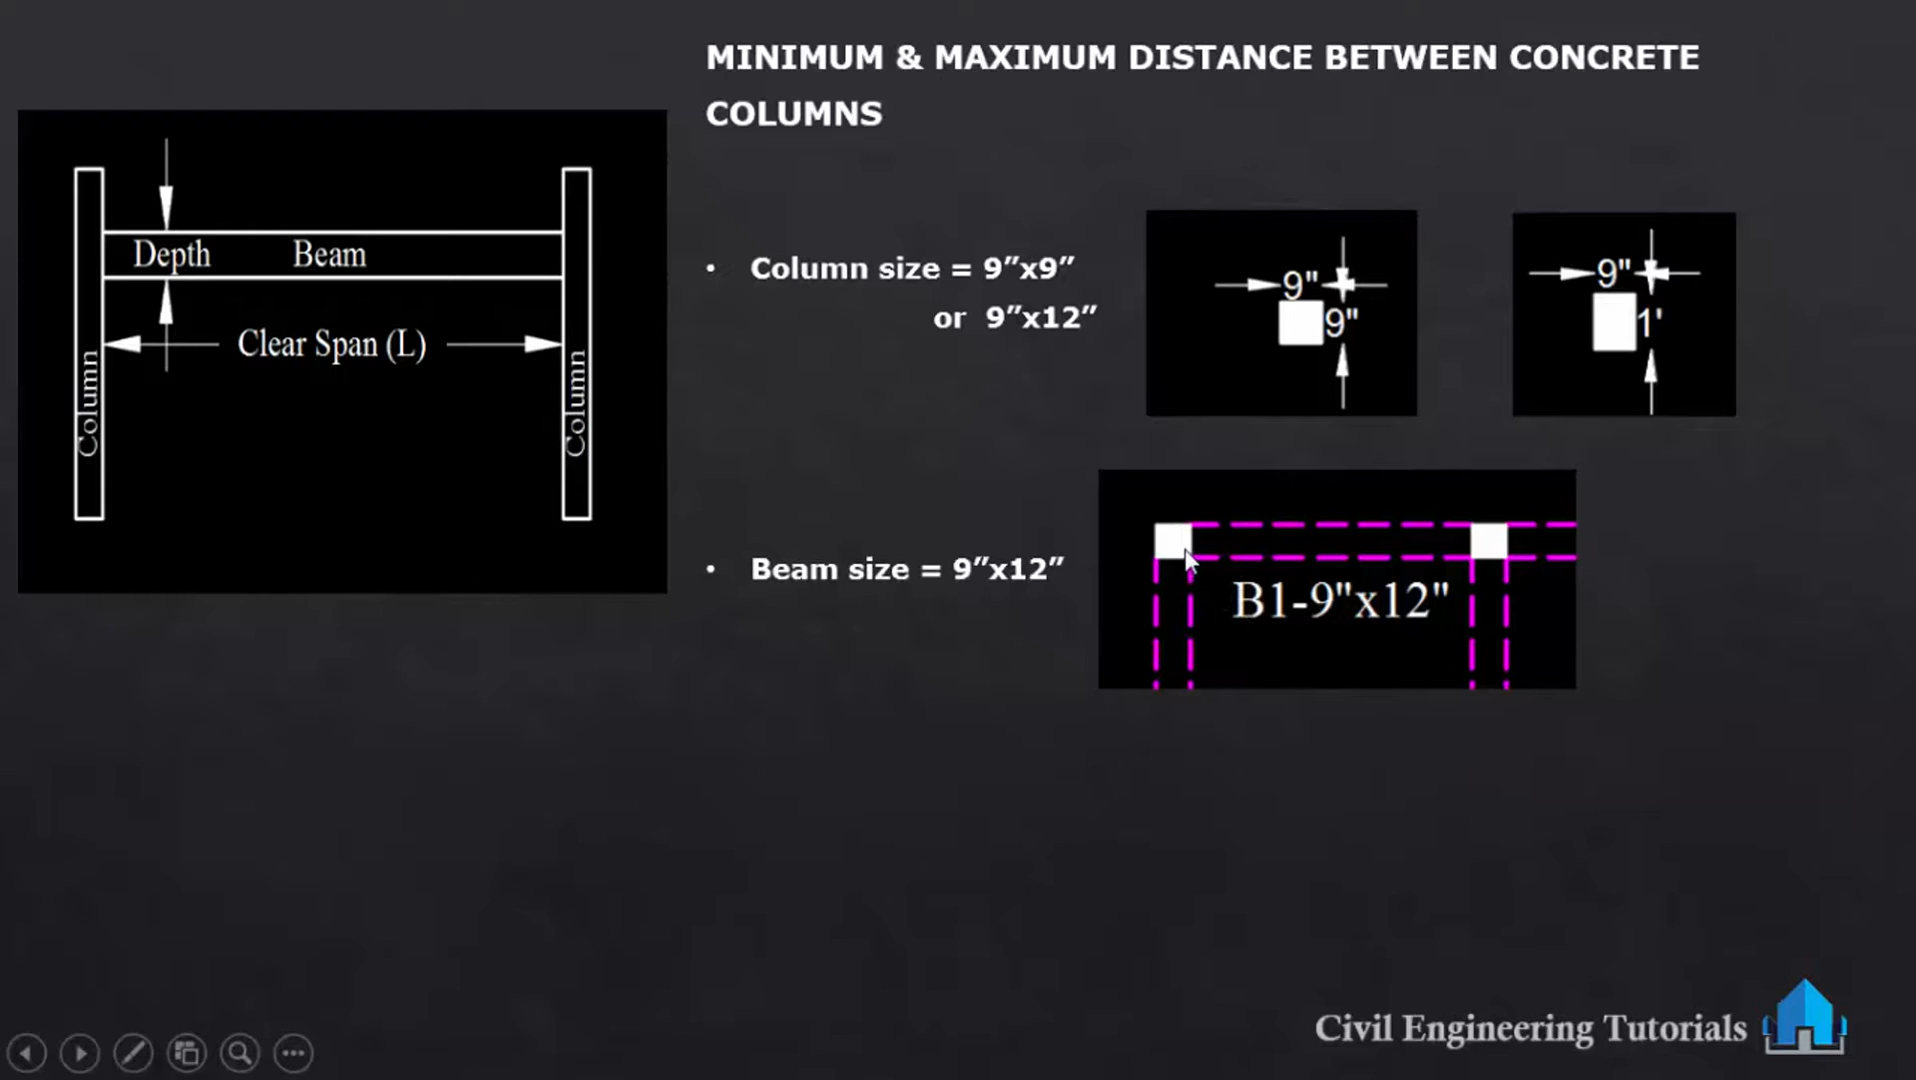 MINIMUM & MAXIMUM DISTANCE BETWEEN CONCRETE
COLUMNS
Depth
Beam
Clear Span (L)
Column
Column
• Column size = 9”x9”
or 9”x12”
9"
9"
9"
1'
• Beam size = 9”x12”
B1-9"x12"
Civil Engineering Tutorials